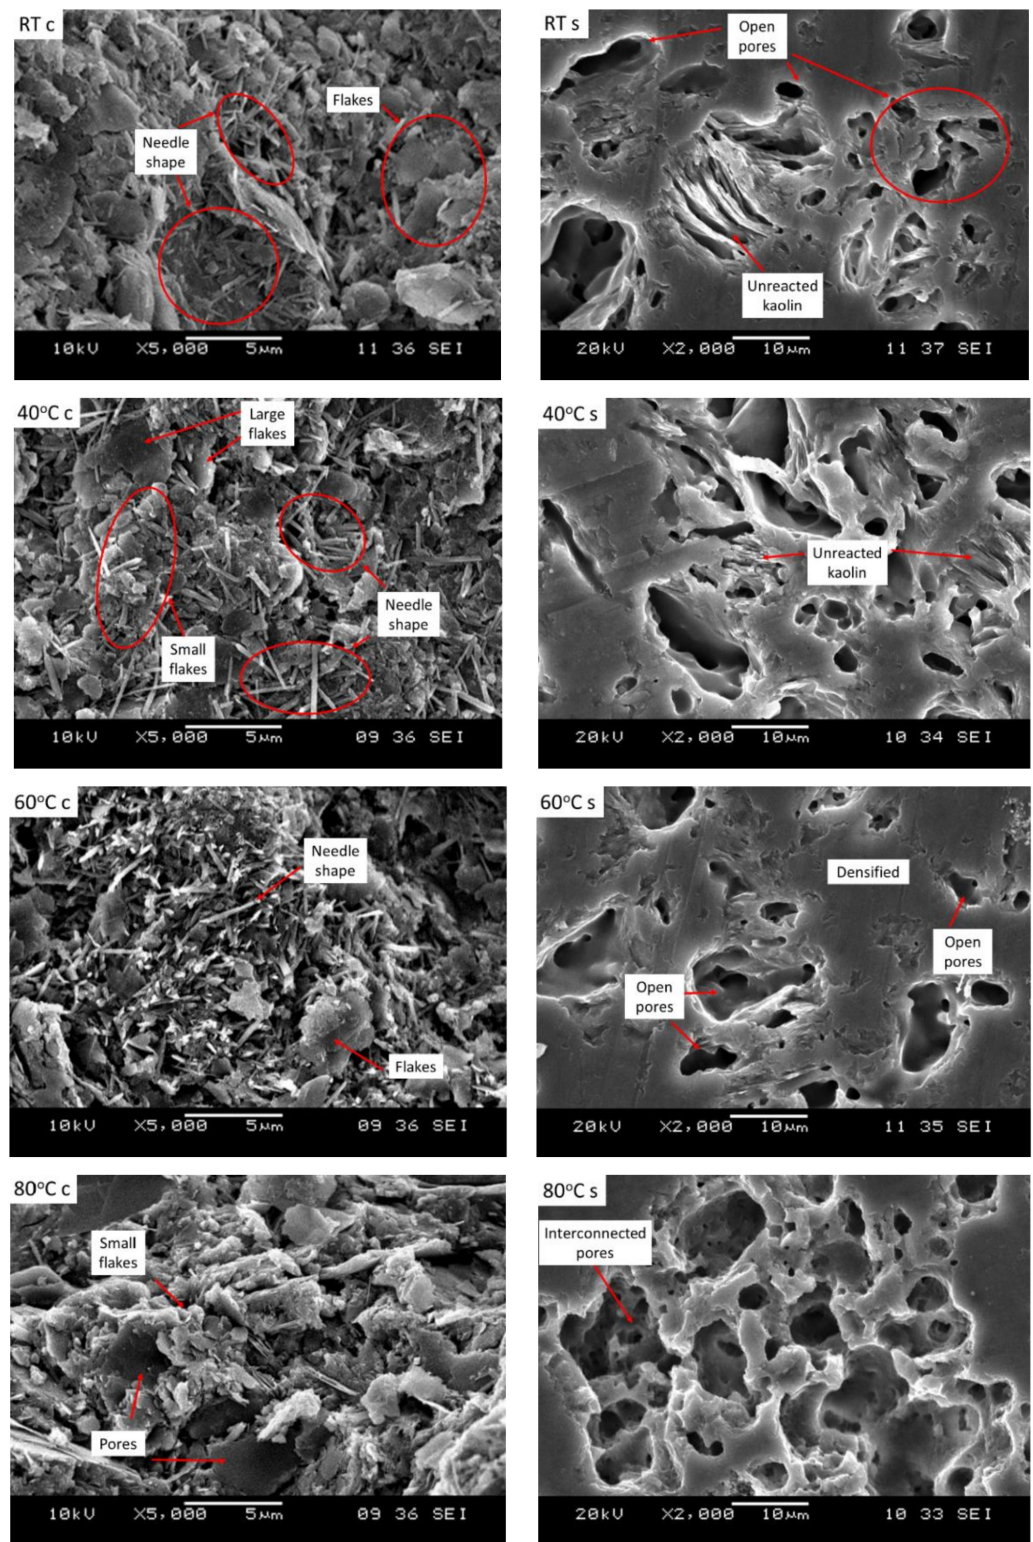 RT c
Flakes
Needle
shape
10kV X5,000 5μm 11 36 SEI
RT s
Open
pores
Unreacted
kaolin
20kV X2,000 10μm 11 37 SEI
40°C c
Large
flakes
Needle
shape
Small
flakes
10kV X5,000 5μm 09 36 SEI
40°C s
Unreacted
kaolin
20kV X2,000 10μm 10 34 SEI
60°C c
Needle
shape
Flakes
10kV X5,000 5μm 09 36 SEI
60°C s
Densified
Open
pores
Open
pores
20kV X2,000 10μm 11 35 SEI
80°C c
Small
flakes
Pores
10kV X5,000 5μm 09 36 SEI
80°C s
Interconnected
pores
20kV X2,000 10μm 10 33 SEI